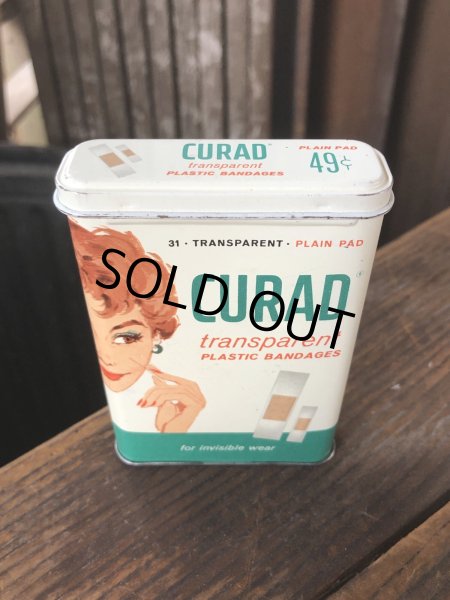 CURAD
transparent
PLASTIC BANDAGES
PLAIN PAD
49¢
31 · TRANSPARENT · PLAIN PAD
CURAD
SOLD OUT
transparent
PLASTIC BANDAGES
for invisible wear